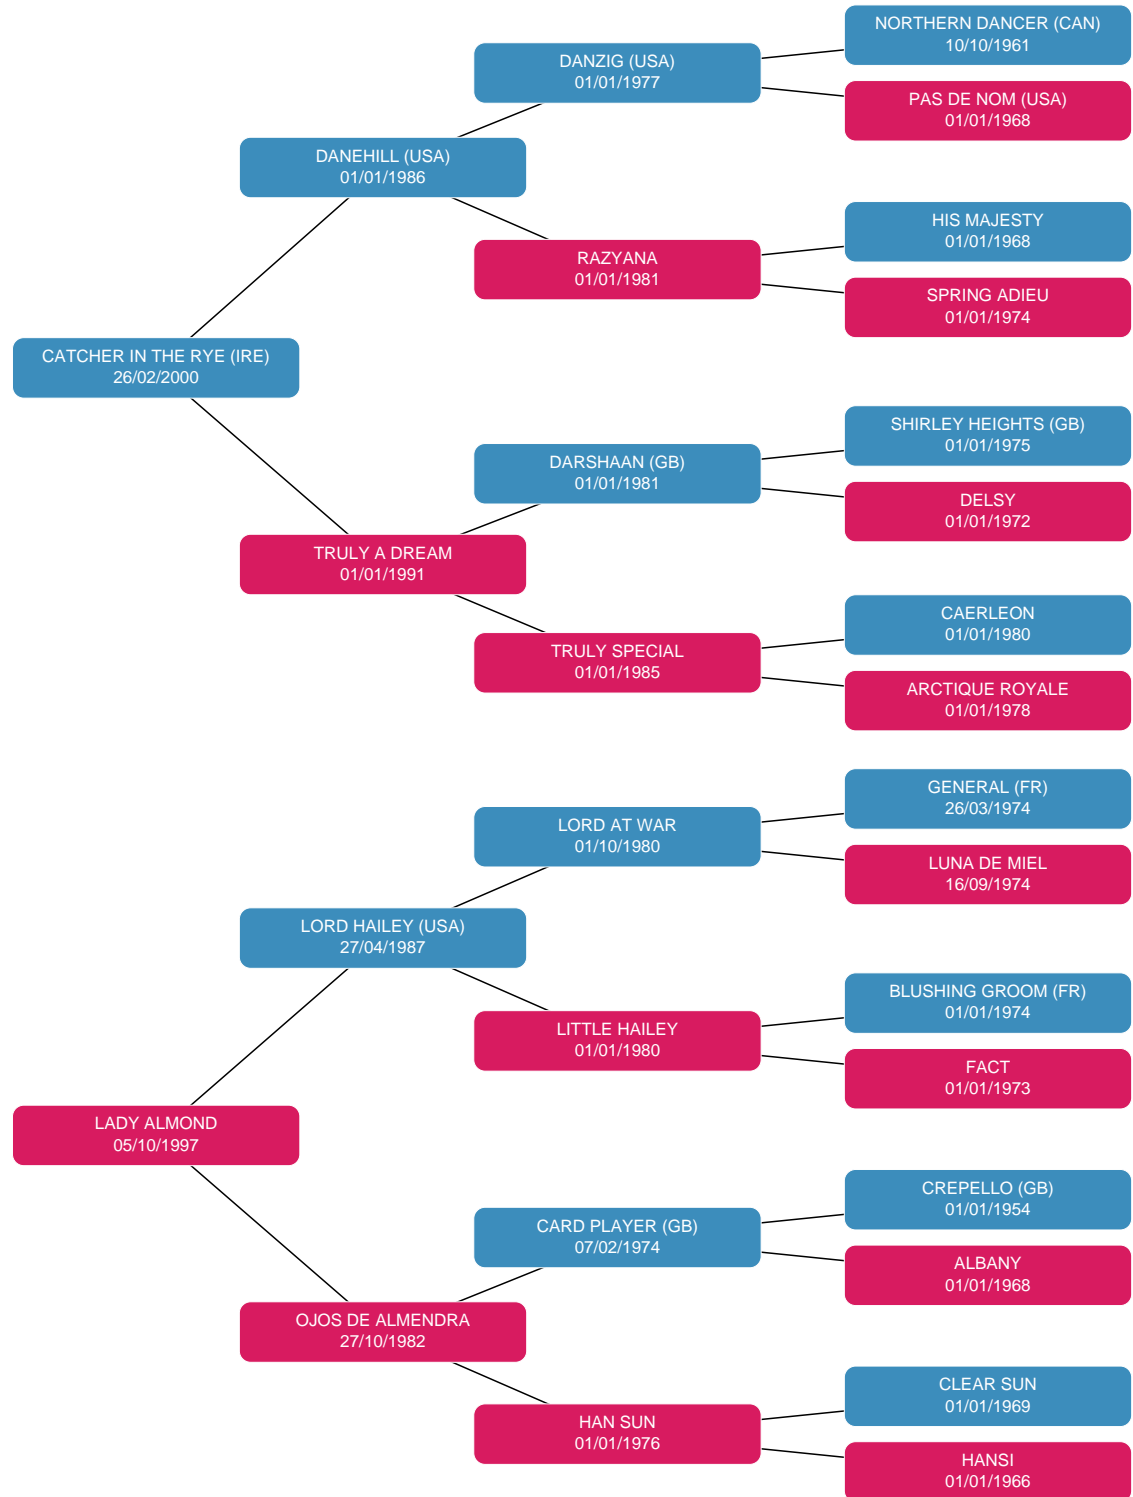 NORTHERN DANCER (CAN)
10/10/1961
DANZIG (USA)
01/01/1977
PAS DE NOM (USA)
01/01/1968
DANEHILL (USA)
01/01/1986
HIS MAJESTY
01/01/1968
RAZYANA
01/01/1981
SPRING ADIEU
01/01/1974
CATCHER IN THE RYE (IRE)
26/02/2000
SHIRLEY HEIGHTS (GB)
01/01/1975
DARSHAAN (GB)
01/01/1981
DELSY
01/01/1972
TRULY A DREAM
01/01/1991
CAERLEON
01/01/1980
TRULY SPECIAL
01/01/1985
ARCTIQUE ROYALE
01/01/1978
GENERAL (FR)
26/03/1974
LORD AT WAR
01/10/1980
LUNA DE MIEL
16/09/1974
LORD HAILEY (USA)
27/04/1987
BLUSHING GROOM (FR)
01/01/1974
LITTLE HAILEY
01/01/1980
FACT
01/01/1973
LADY ALMOND
05/10/1997
CREPELLO (GB)
01/01/1954
CARD PLAYER (GB)
07/02/1974
ALBANY
01/01/1968
OJOS DE ALMENDRA
27/10/1982
CLEAR SUN
01/01/1969
HAN SUN
01/01/1976
HANSI
01/01/1966